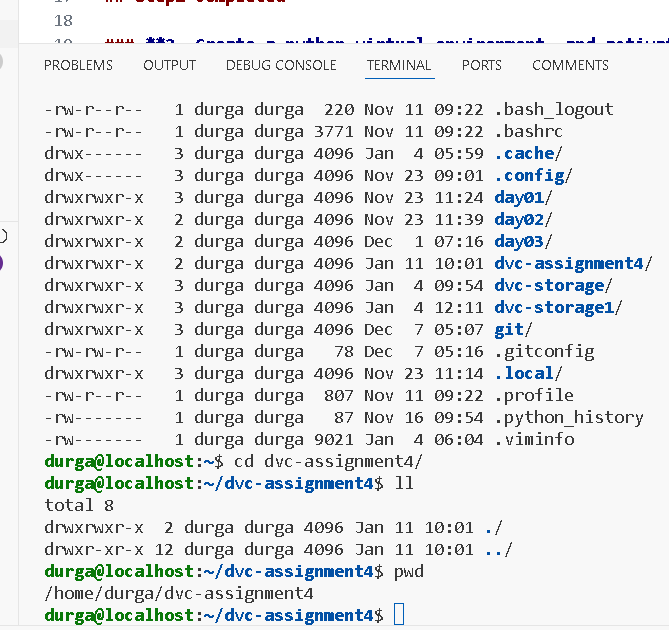 18
PROBLEMS OUTPUT DEBUG CONSOLE TERMINAL PORTS COMMENTS
-rw-r--r--   1 durga durga  220 Nov 11 09:22 .bash_logout
-rw-r--r--   1 durga durga 3771 Nov 11 09:22 .bashrc
drwx------   3 durga durga 4096 Jan  4 05:59 .cache/
drwx------   3 durga durga 4096 Nov 23 09:01 .config/
drwxrwxr-x   3 durga durga 4096 Nov 23 11:24 day01/
drwxrwxr-x   2 durga durga 4096 Nov 23 11:39 day02/
drwxrwxr-x   2 durga durga 4096 Dec  1 07:16 day03/
drwxrwxr-x   2 durga durga 4096 Jan 11 10:01 dvc-assignment4/
drwxrwxr-x   3 durga durga 4096 Jan  4 09:54 dvc-storage/
drwxrwxr-x   3 durga durga 4096 Jan  4 12:11 dvc-storage1/
drwxrwxr-x   3 durga durga 4096 Dec  7 05:07 git/
-rw-rw-r--   1 durga durga   78 Dec  7 05:16 .gitconfig
drwxrwxr-x   3 durga durga 4096 Nov 23 11:14 .local/
-rw-r--r--   1 durga durga  807 Nov 11 09:22 .profile
-rw-------   1 durga durga   87 Nov 16 09:54 .python_history
-rw-------   1 durga durga 9021 Jan  4 06:04 .viminfo
durga@localhost:~$ cd dvc-assignment4/
durga@localhost:~/dvc-assignment4$ ll
total 8
drwxrwxr-x  2 durga durga 4096 Jan 11 10:01 ./
drwxr-xr-x 12 durga durga 4096 Jan 11 10:01 ../
durga@localhost:~/dvc-assignment4$ pwd
/home/durga/dvc-assignment4
durga@localhost:~/dvc-assignment4$